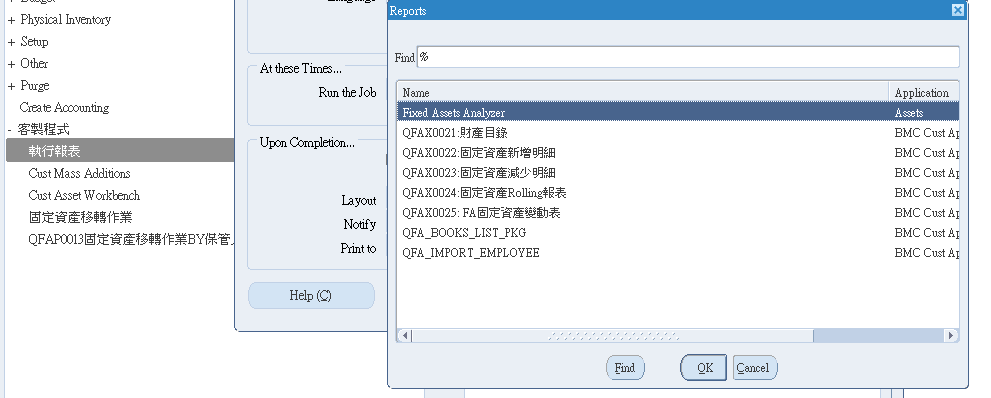 + Physical Inventory
+ Setup
+ Other
+ Purge
Create Accounting
- 客製程式
執行報表
Cust Mass Additions
Cust Asset Workbench
固定資產移轉作業
QFAP0013固定資產移轉作業BY保管
At these Times...
Run the Job
Upon Completion...
Layout
Notify
Print to
Help (C)
Reports
Find %
Name Application
Fixed Assets Analyzer Assets
QFAX0021:財產目錄 BMC Cust Ap
QFAX0022:固定資產新增明細 BMC Cust Ap
QFAX0023:固定資產減少明細 BMC Cust Ap
QFAX0024:固定資產Rolling報表 BMC Cust Ap
QFAX0025: FA固定資產變動表 BMC Cust Ap
QFA_BOOKS_LIST_PKG BMC Cust Ap
QFA_IMPORT_EMPLOYEE BMC Cust Ap
Find OK Cancel